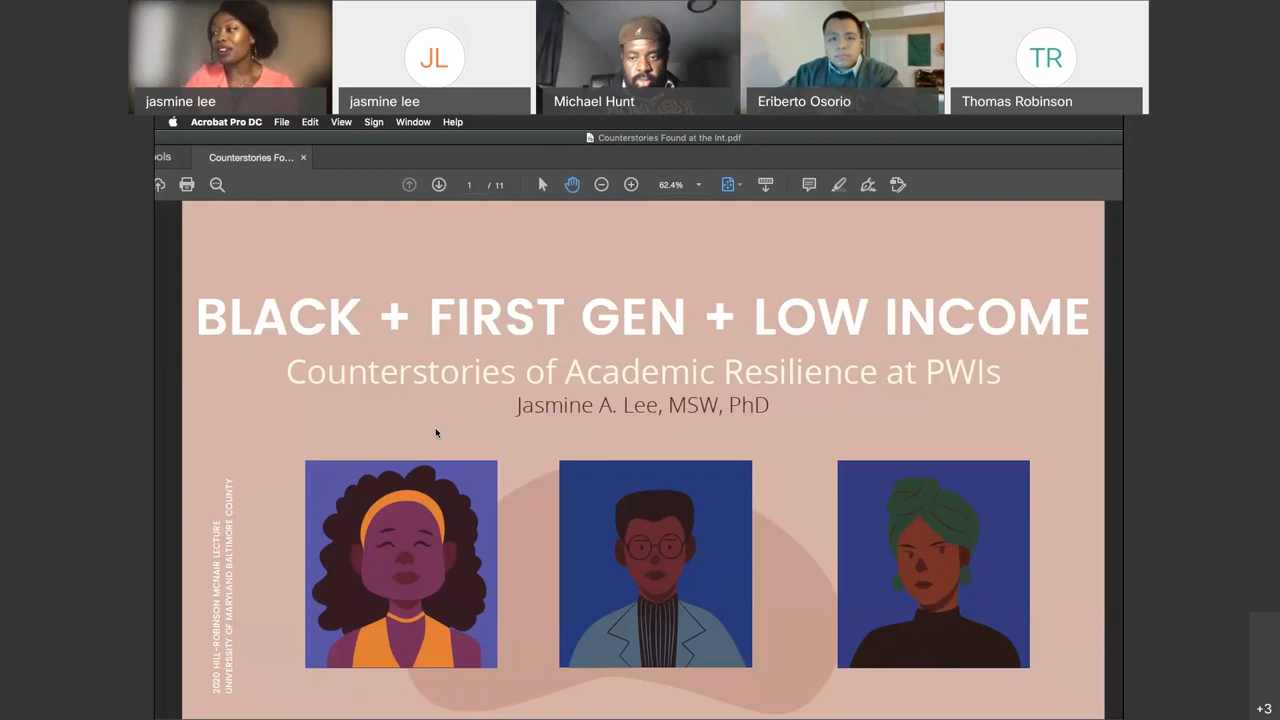 jasmine lee
JL
jasmine lee
Michael Hunt
Eriberto Osorio
TR
Thomas Robinson
Acrobat Pro DC File Edit View Sign Window Help
Counterstories Found at the Int.pdf
ols
Counterstories Fo... ×
1 / 11
62.4%
BLACK + FIRST GEN + LOW INCOME
Counterstories of Academic Resilience at PWIs
Jasmine A. Lee, MSW, PhD
2020 HILL-ROBINSON MCNAIR LECTURE
UNIVERSITY OF MARYLAND BALTIMORE COUNTY
+3